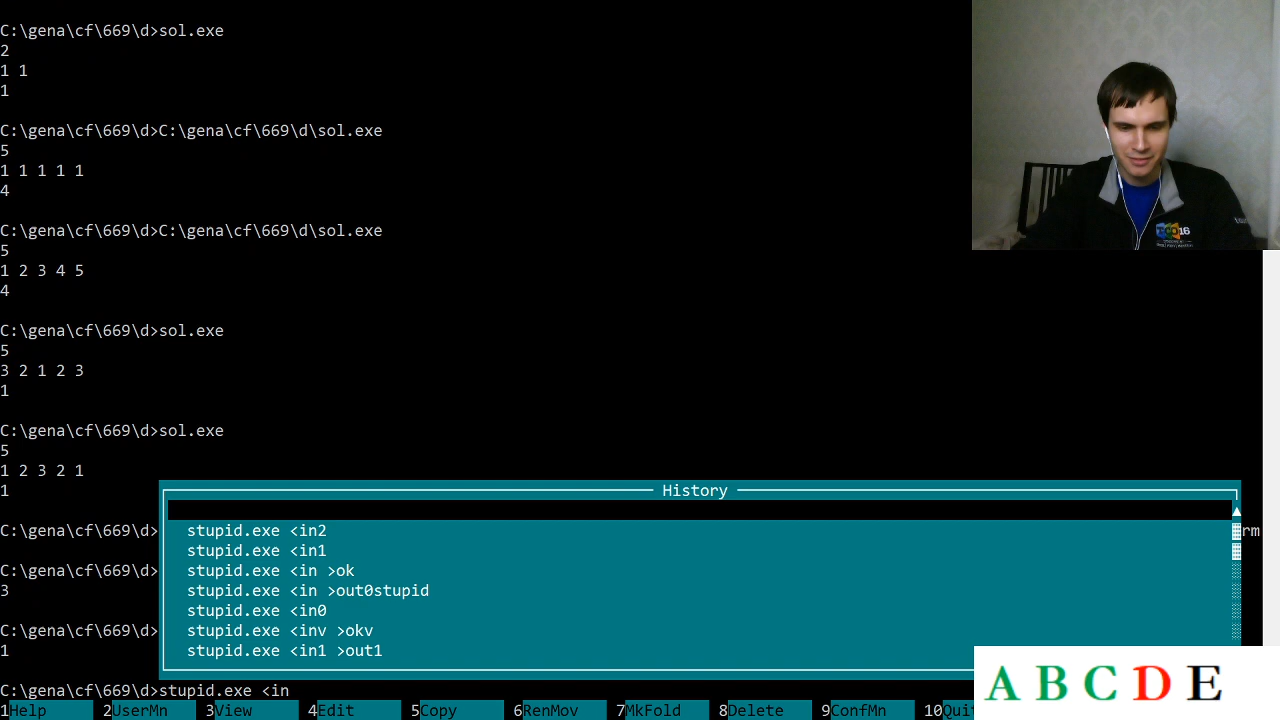 C:\gena\cf\669\d>sol.exe
2
1 1
1
C:\gena\cf\669\d>C:\gena\cf\669\d\sol.exe
5
1 1 1 1 1
4
C:\gena\cf\669\d>C:\gena\cf\669\d\sol.exe
5
1 2 3 4 5
4
C:\gena\cf\669\d>sol.exe
5
3 2 1 2 3
1
C:\gena\cf\669\d>sol.exe
5
1 2 3 2 1
1
History
C:\gena\cf\669\d> stupid.exe <in2 rm
stupid.exe <in1
C:\gena\cf\669\d> stupid.exe <in >ok
3 stupid.exe <in >out0stupid
stupid.exe <in0
C:\gena\cf\669\d> stupid.exe <inv >okv
1 stupid.exe <in1 >out1
C:\gena\cf\669\d>stupid.exe <in
1Help 2UserMn 3View 4Edit 5Copy 6RenMov 7MkFold 8Delete 9ConfMn 10Quit
A B C D E
16